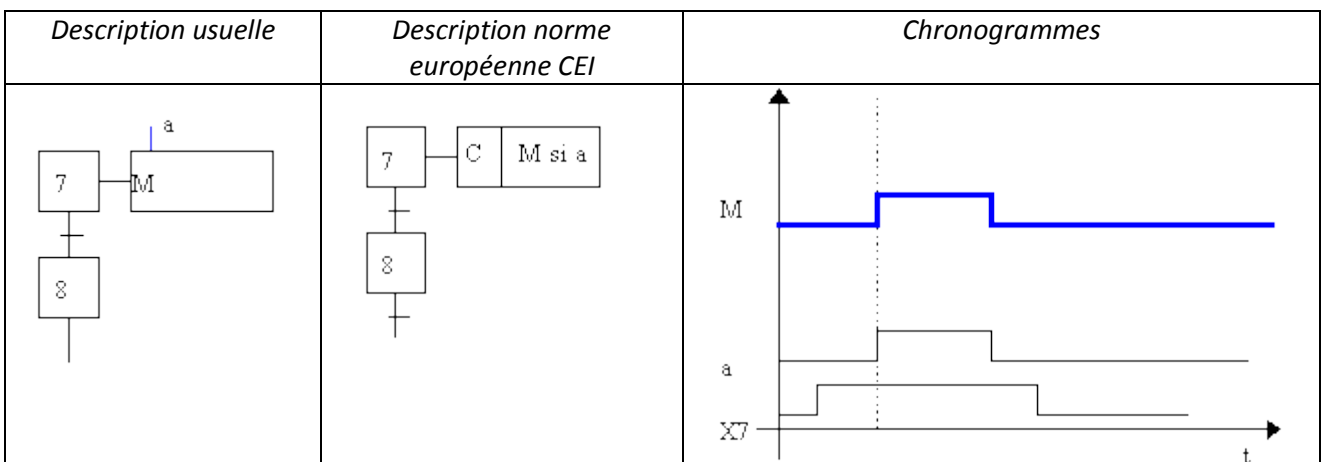 Description usuelle
Description norme
européenne CEI
Chronogrammes
a
7
M
8
7
C
M si a
8
M
a
X7
t